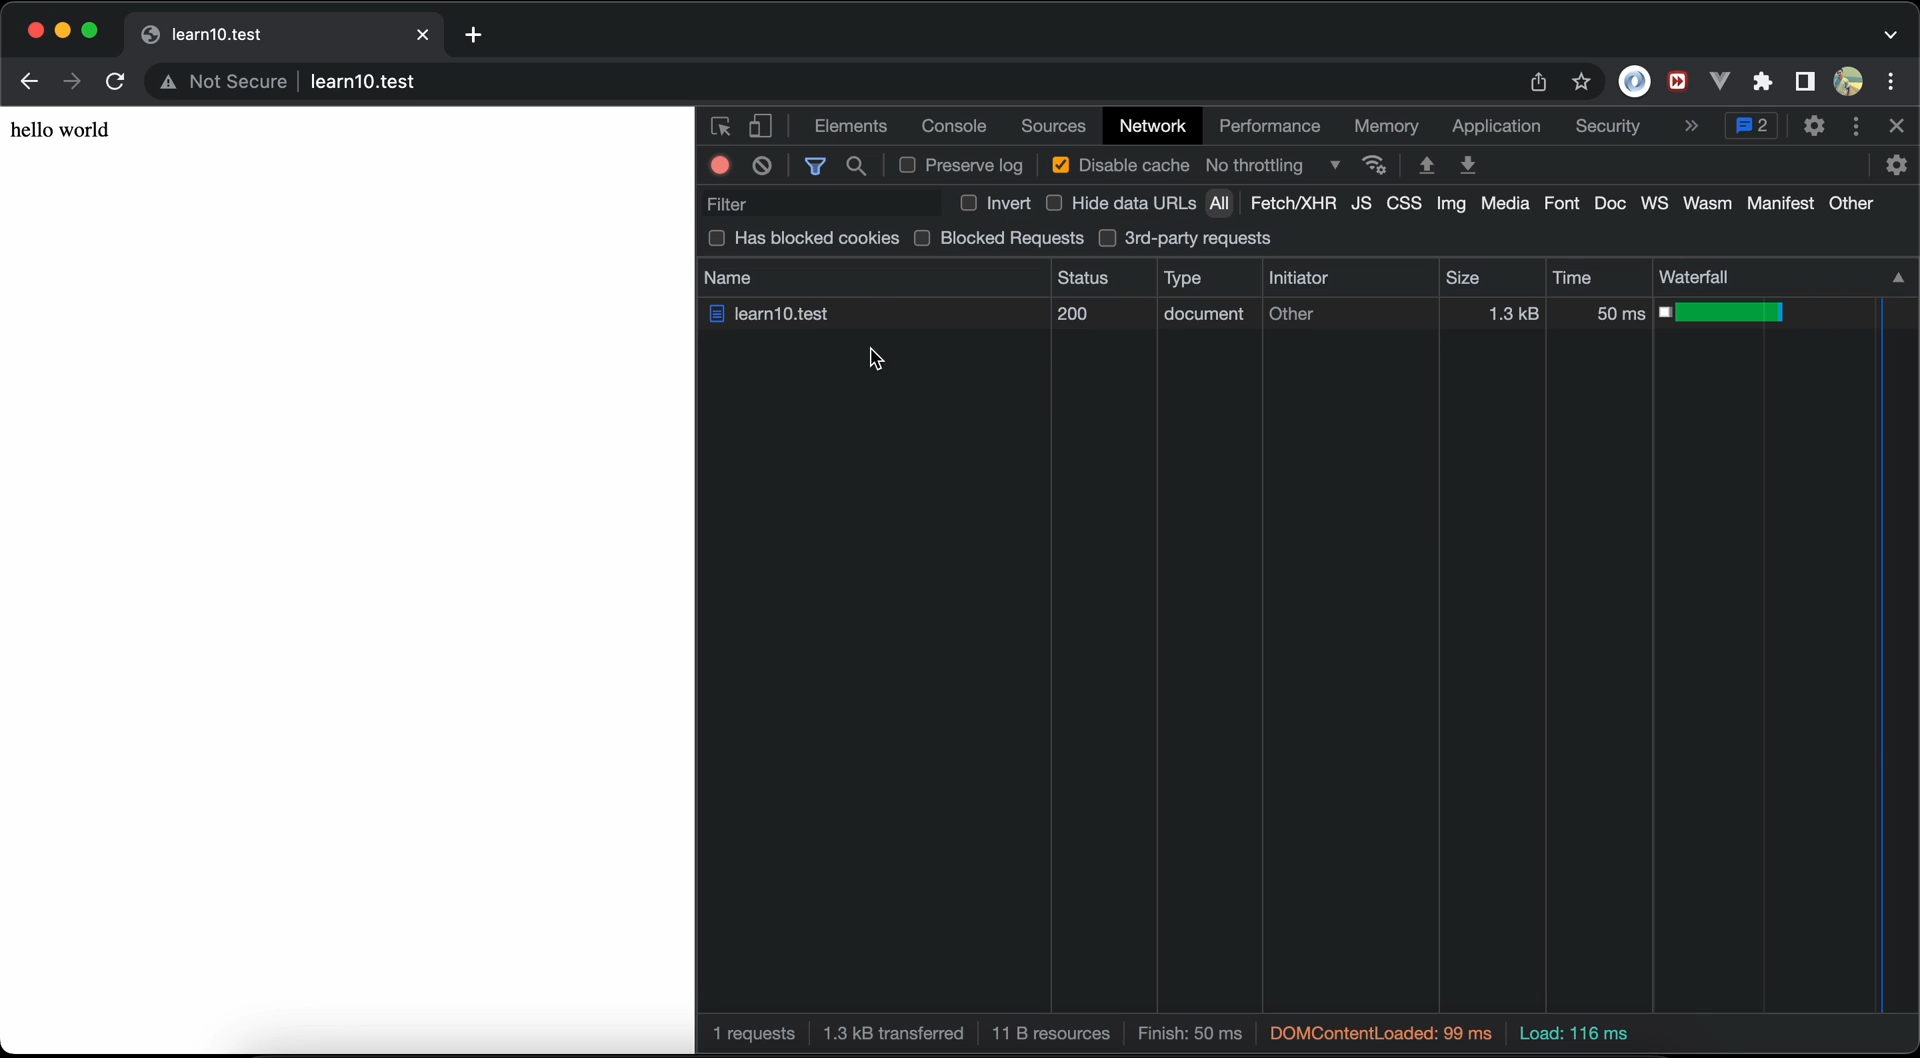 learn10.test
Not Secure learn10.test
hello world
Elements Console Sources Network Performance Memory Application Security 2
Preserve log Disable cache No throttling
Filter Invert Hide data URLs All Fetch/XHR JS CSS Img Media Font Doc WS Wasm Manifest Other
Has blocked cookies Blocked Requests 3rd-party requests
Name Status Type Initiator Size Time Waterfall
learn10.test 200 document Other 1.3 kB 50 ms
1 requests 1.3 kB transferred 11 B resources Finish: 50 ms DOMContentLoaded: 99 ms Load: 116 ms